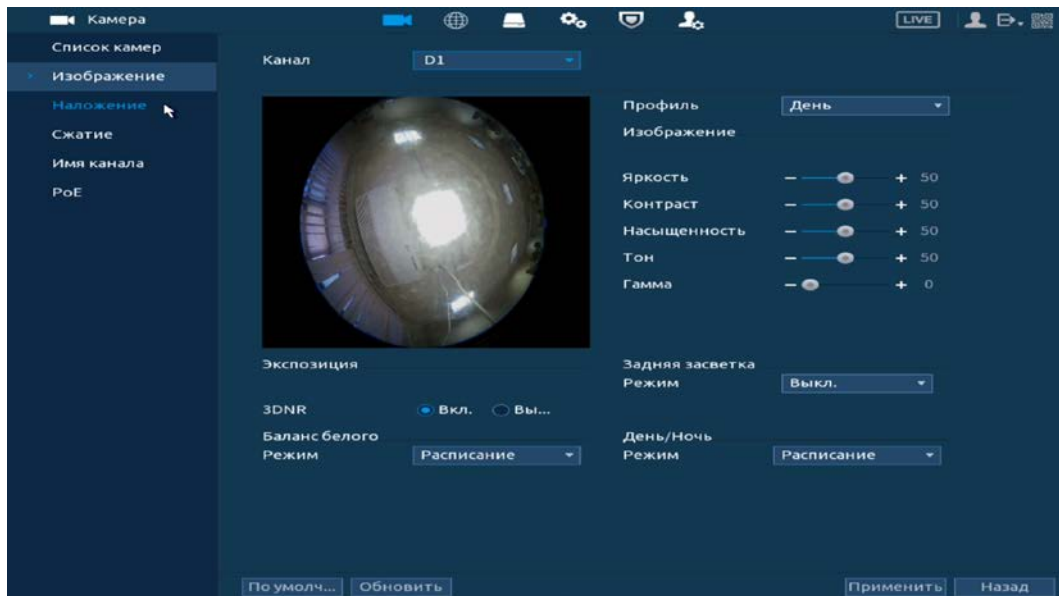 Камера
LIVE
Список камер
Изображение
Наложение
Сжатие
Имя канала
PoE
Канал D1
Профиль День
Изображение
Яркость - + 50
Контраст - + 50
Насыщенность - + 50
Тон - + 50
Гамма - + 0
Экспозиция
3DNR Вкл. Вы...
Баланс белого
Режим Расписание
Задняя засветка
Режим Выкл.
День/Ночь
Режим Расписание
По умолч... Обновить Применить Назад